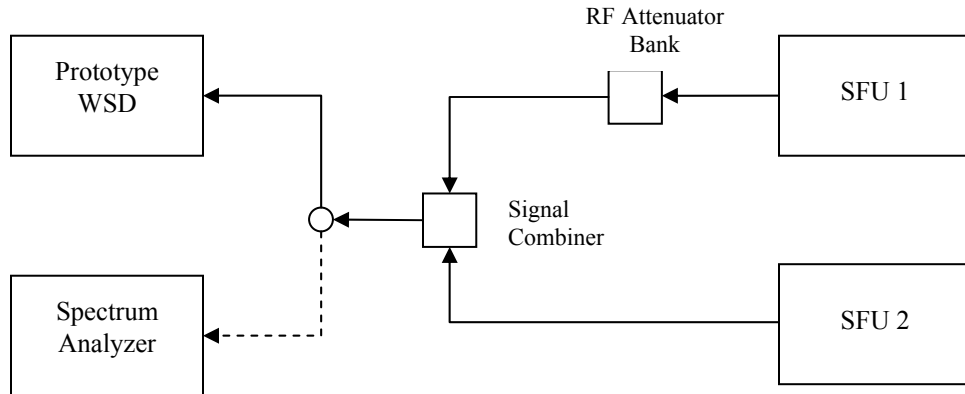 RF Attenuator
Bank
Prototype
WSD
SFU 1
Signal
Combiner
Spectrum
Analyzer
SFU 2